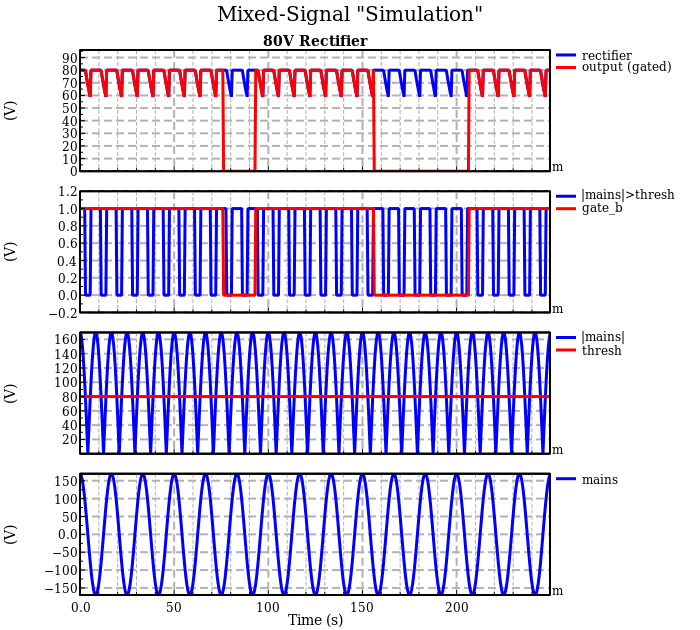 Mixed-Signal "Simulation"
80V Rectifier
(V)
90
80
70
60
50
40
30
20
10
0
m
rectifier
output (gated)
(V)
1.2
1.0
0.8
0.6
0.4
0.2
0.0
−0.2
m
|mains|>thresh
gate_b
(V)
160
140
120
100
80
60
40
20
m
|mains|
thresh
(V)
150
100
50
0.0
−50
−100
−150
m
mains
0.0 50 100 150 200
Time (s)